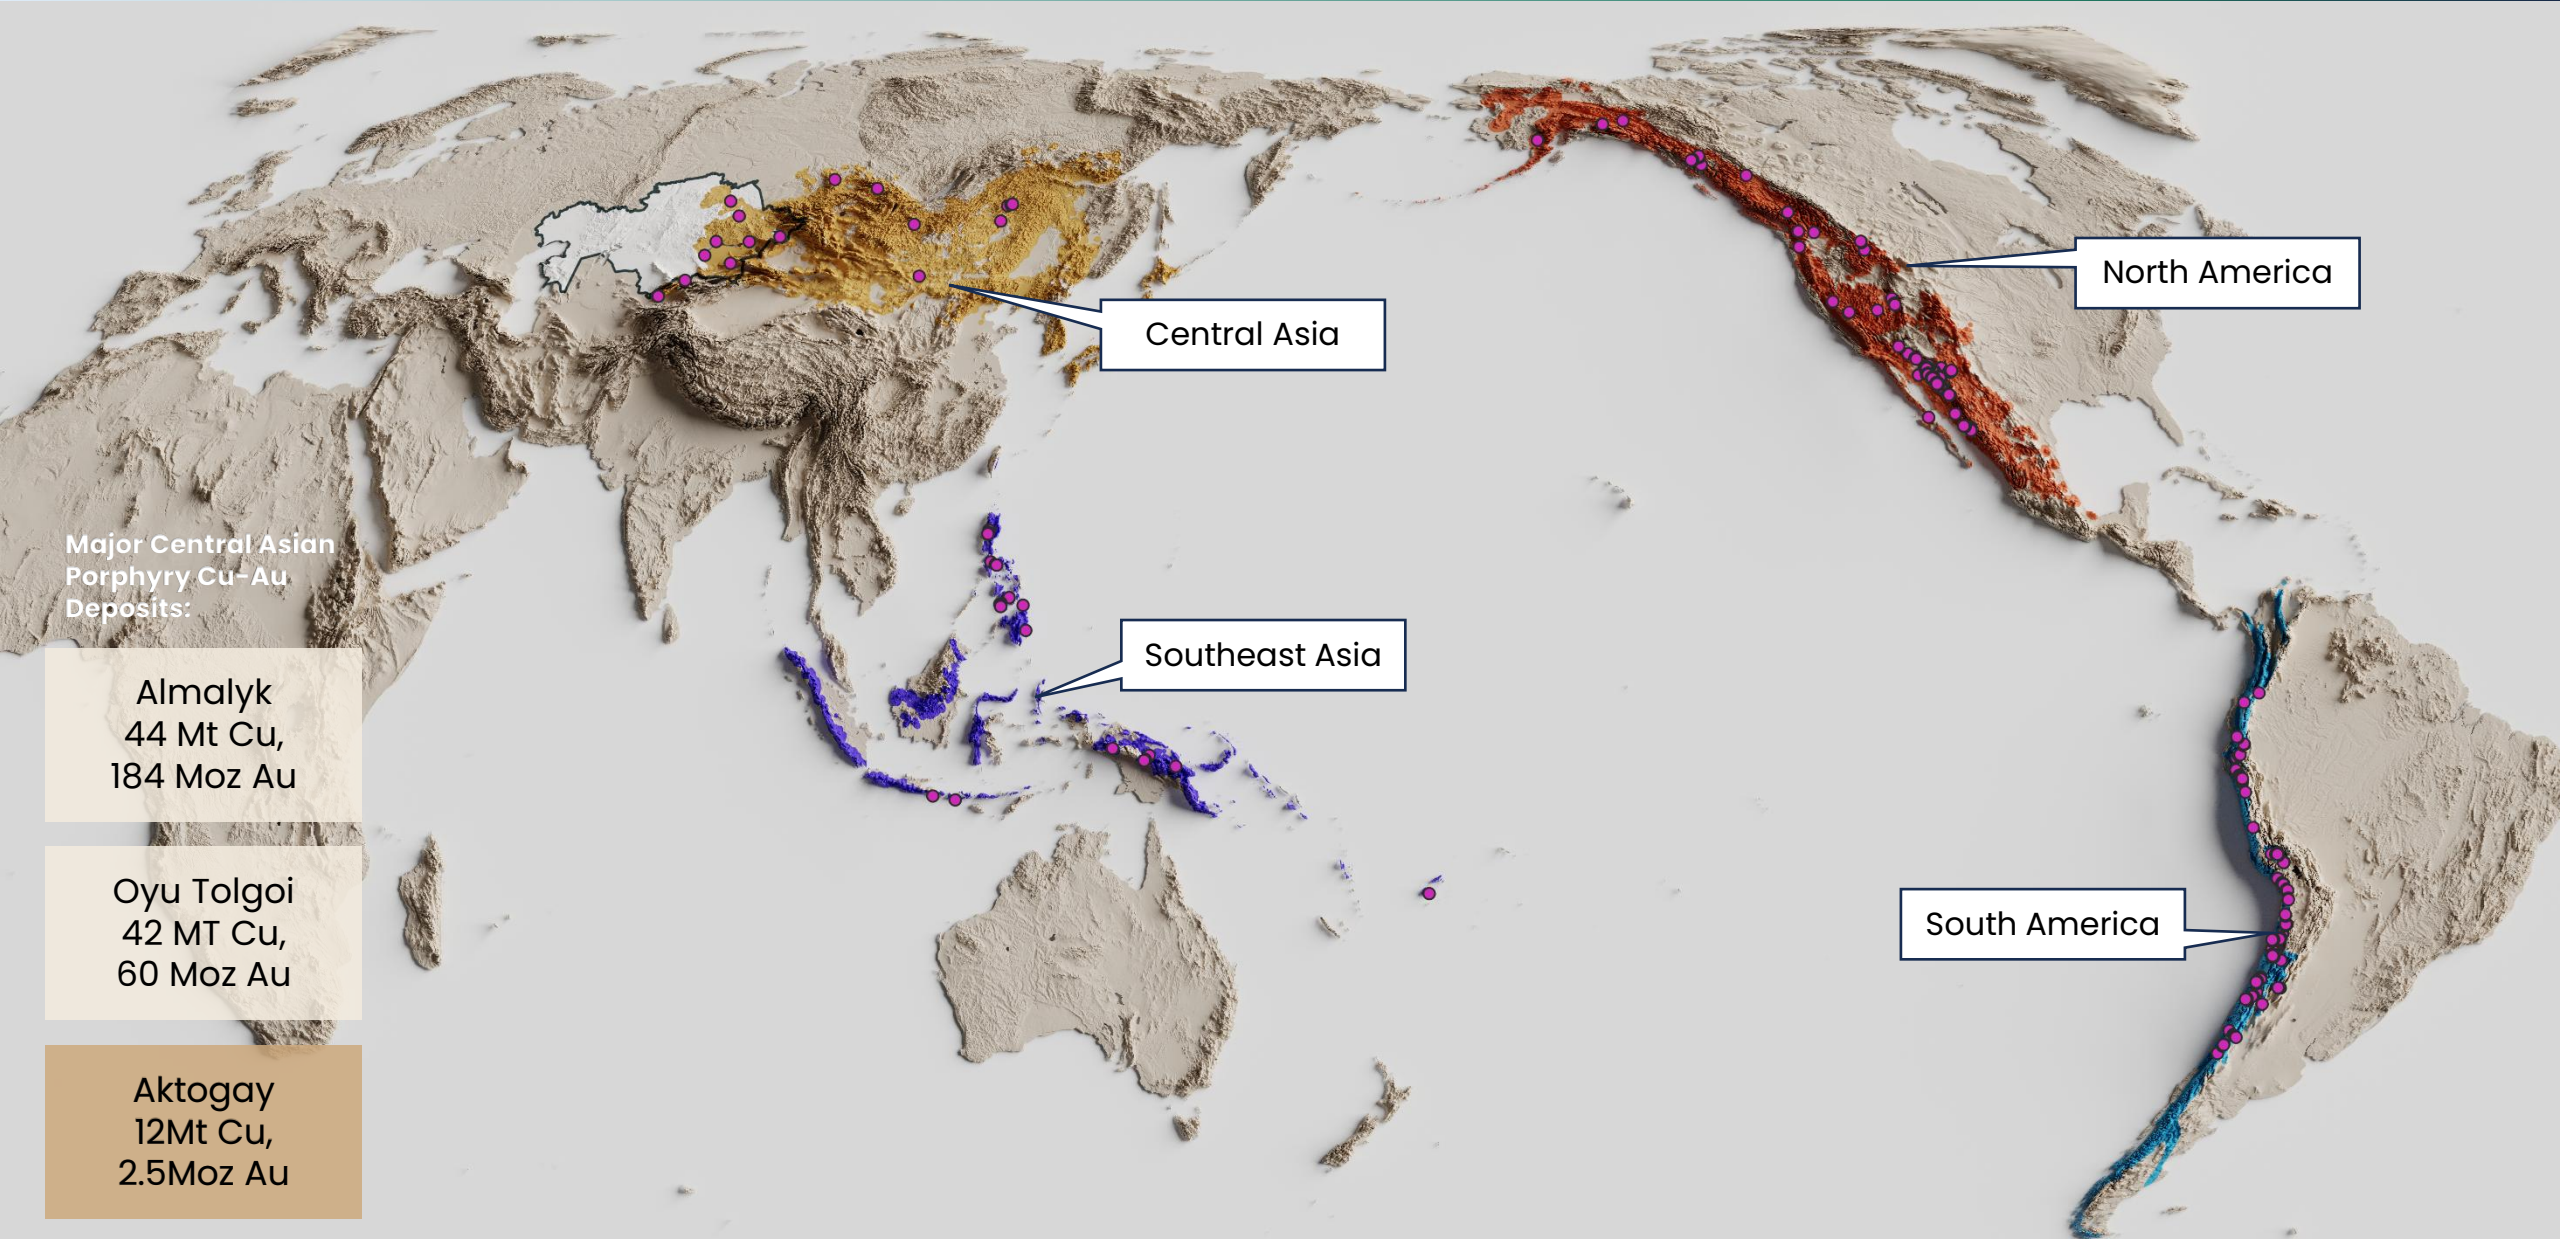 North America
Central Asia
Southeast Asia
South America
Major Central Asian
Porphyry Cu-Au
Deposits:
Almalyk
44 Mt Cu,
184 Moz Au
Oyu Tolgoi
42 MT Cu,
60 Moz Au
Aktogay
12Mt Cu,
2.5Moz Au